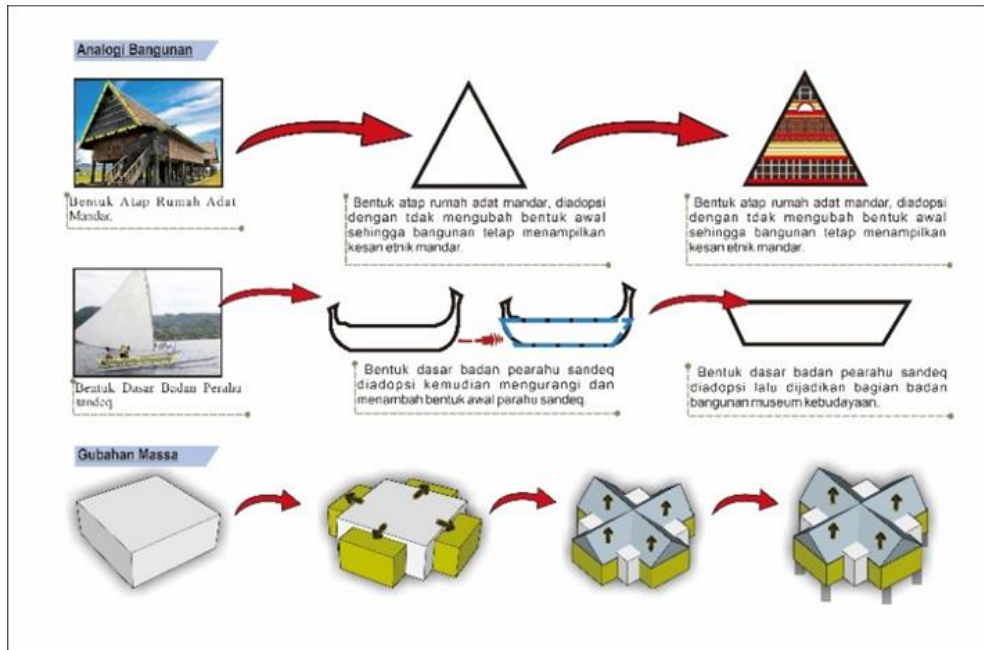 Analogi Bangunan
Bentuk Atap Rumah Adat
Mandar.
Bentuk atap rumah adat mandar, diadopsi
dengan tdak mengubah bentuk awal
sehingga bangunan tetap menampilkan
kesan etnik mandar.
Bentuk atap rumah adat mandar, diadopsi
dengan tdak mengubah bentuk awal
sehingga bangunan tetap menampilkan
kesan etnik mandar.
Bentuk Dasar Badan Perahu
sandeq
Bentuk dasar badan pearahu sandeq
diadopsi kemudian mengurangi dan
menambah bentuk awal parahu sandeq.
Bentuk dasar badan pearahu sandeq
diadopsi lalu dijadikan bagian badan
bangunan museum kebudayaan.
Gubahan Massa